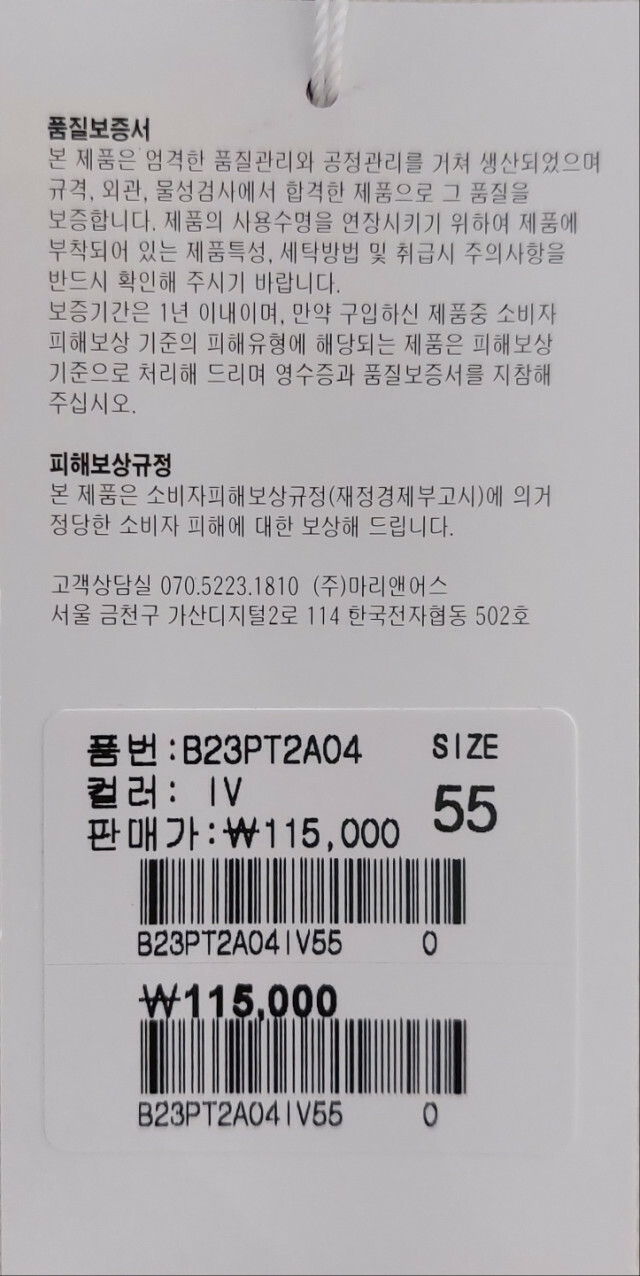 품질보증서
본 제품은 엄격한 품질관리와 공정관리를 거쳐 생산되었으며
규격, 외관, 물성검사에서 합격한 제품으로 그 품질을
보증합니다. 제품의 사용수명을 연장시키기 위하여 제품에
부착되어 있는 제품특성, 세탁방법 및 취급시 주의사항을
반드시 확인해 주시기 바랍니다.
보증기간은 1년 이내이며, 만약 구입하신 제품중 소비자
피해보상 기준의 피해유형에 해당되는 제품은 피해보상
기준으로 처리해 드리며 영수증과 품질보증서를 지참해
주십시오.
피해보상규정
본 제품은 소비자피해보상규정(재정경제부고시)에 의거
정당한 소비자 피해에 대한 보상해 드립니다.
고객상담실 070.5223.1810 (주)마리앤어스
서울 금천구 가산디지털2로 114 한국전자협동 502호
품번:B23PT2A04 SIZE
컬러: IV 55
판매가:₩115,000
B23PT2A04IV55 0
₩115,000
B23PT2A04IV55 0